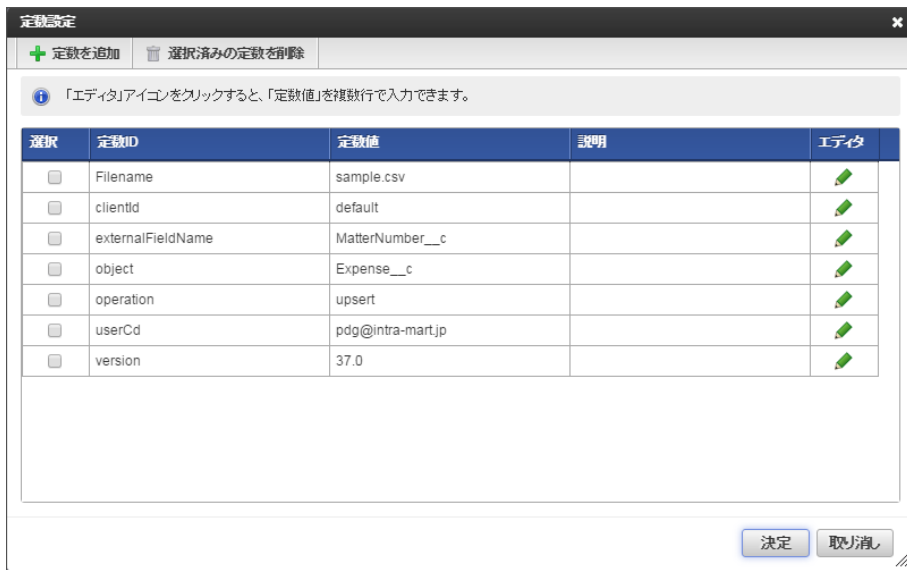 定数設定
定数を追加 選択済みの定数を削除
「エディタ」アイコンをクリックすると、「定数値」を複数行で入力できます。
選択 定数ID 定数値 説明 エディタ
Filename sample.csv
clientId default
externalFieldName MatterNumber__c
object Expense__c
operation upsert
userCd pdg@intra-mart.jp
version 37.0
決定 取り消し